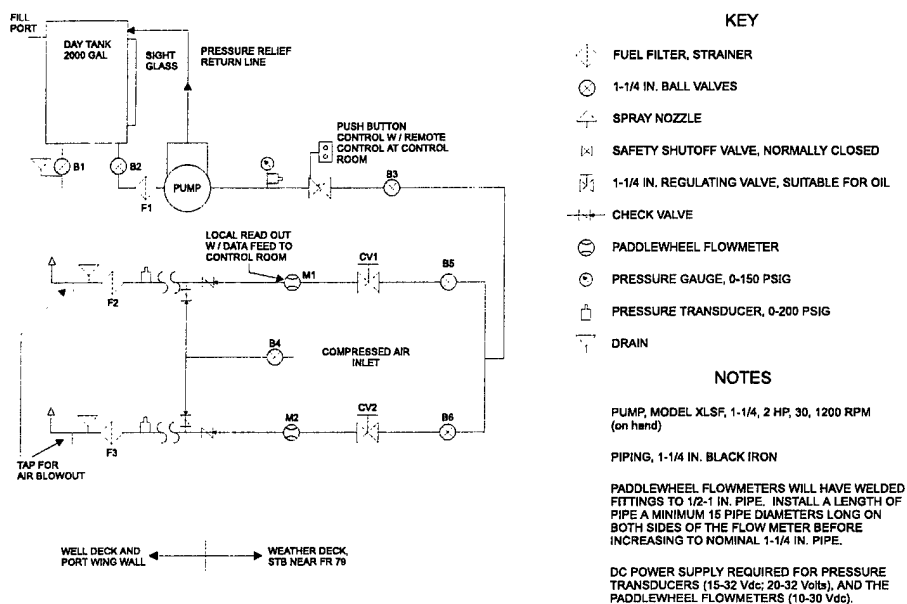 FILL
PORT
DAY TANK
2000 GAL
SIGHT
GLASS
PRESSURE RELIEF
RETURN LINE
B1
B2
F1
PUMP
PUSH BUTTON
CONTROL W / REMOTE
CONTROL AT CONTROL
ROOM
B3
LOCAL READ OUT
W / DATA FEED TO
CONTROL ROOM
M1
CV1
B5
F2
B4
COMPRESSED AIR
INLET
M2
CV2
B6
F3
TAP FOR
AIR BLOWOUT
WELL DECK AND
PORT WING WALL
WEATHER DECK,
STB NEAR FR 79
KEY
FUEL FILTER, STRAINER
1-1/4 IN. BALL VALVES
SPRAY NOZZLE
SAFETY SHUTOFF VALVE, NORMALLY CLOSED
1-1/4 IN. REGULATING VALVE, SUITABLE FOR OIL
CHECK VALVE
PADDLEWHEEL FLOWMETER
PRESSURE GAUGE, 0-150 PSIG
PRESSURE TRANSDUCER, 0-200 PSIG
DRAIN
NOTES
PUMP, MODEL XLSF, 1-1/4, 2 HP, 30, 1200 RPM
(on hand)
PIPING, 1-1/4 IN. BLACK IRON
PADDLEWHEEL FLOWMETERS WILL HAVE WELDED
FITTINGS TO 1/2-1 IN. PIPE. INSTALL A LENGTH OF
PIPE A MINIMUM 15 PIPE DIAMETERS LONG ON
BOTH SIDES OF THE FLOW METER BEFORE
INCREASING TO NOMINAL 1-1/4 IN. PIPE.
DC POWER SUPPLY REQUIRED FOR PRESSURE
TRANSDUCERS (15-32 Vdc; 20-32 Volts), AND THE
PADDLEWHEEL FLOWMETERS (10-30 Vdc).